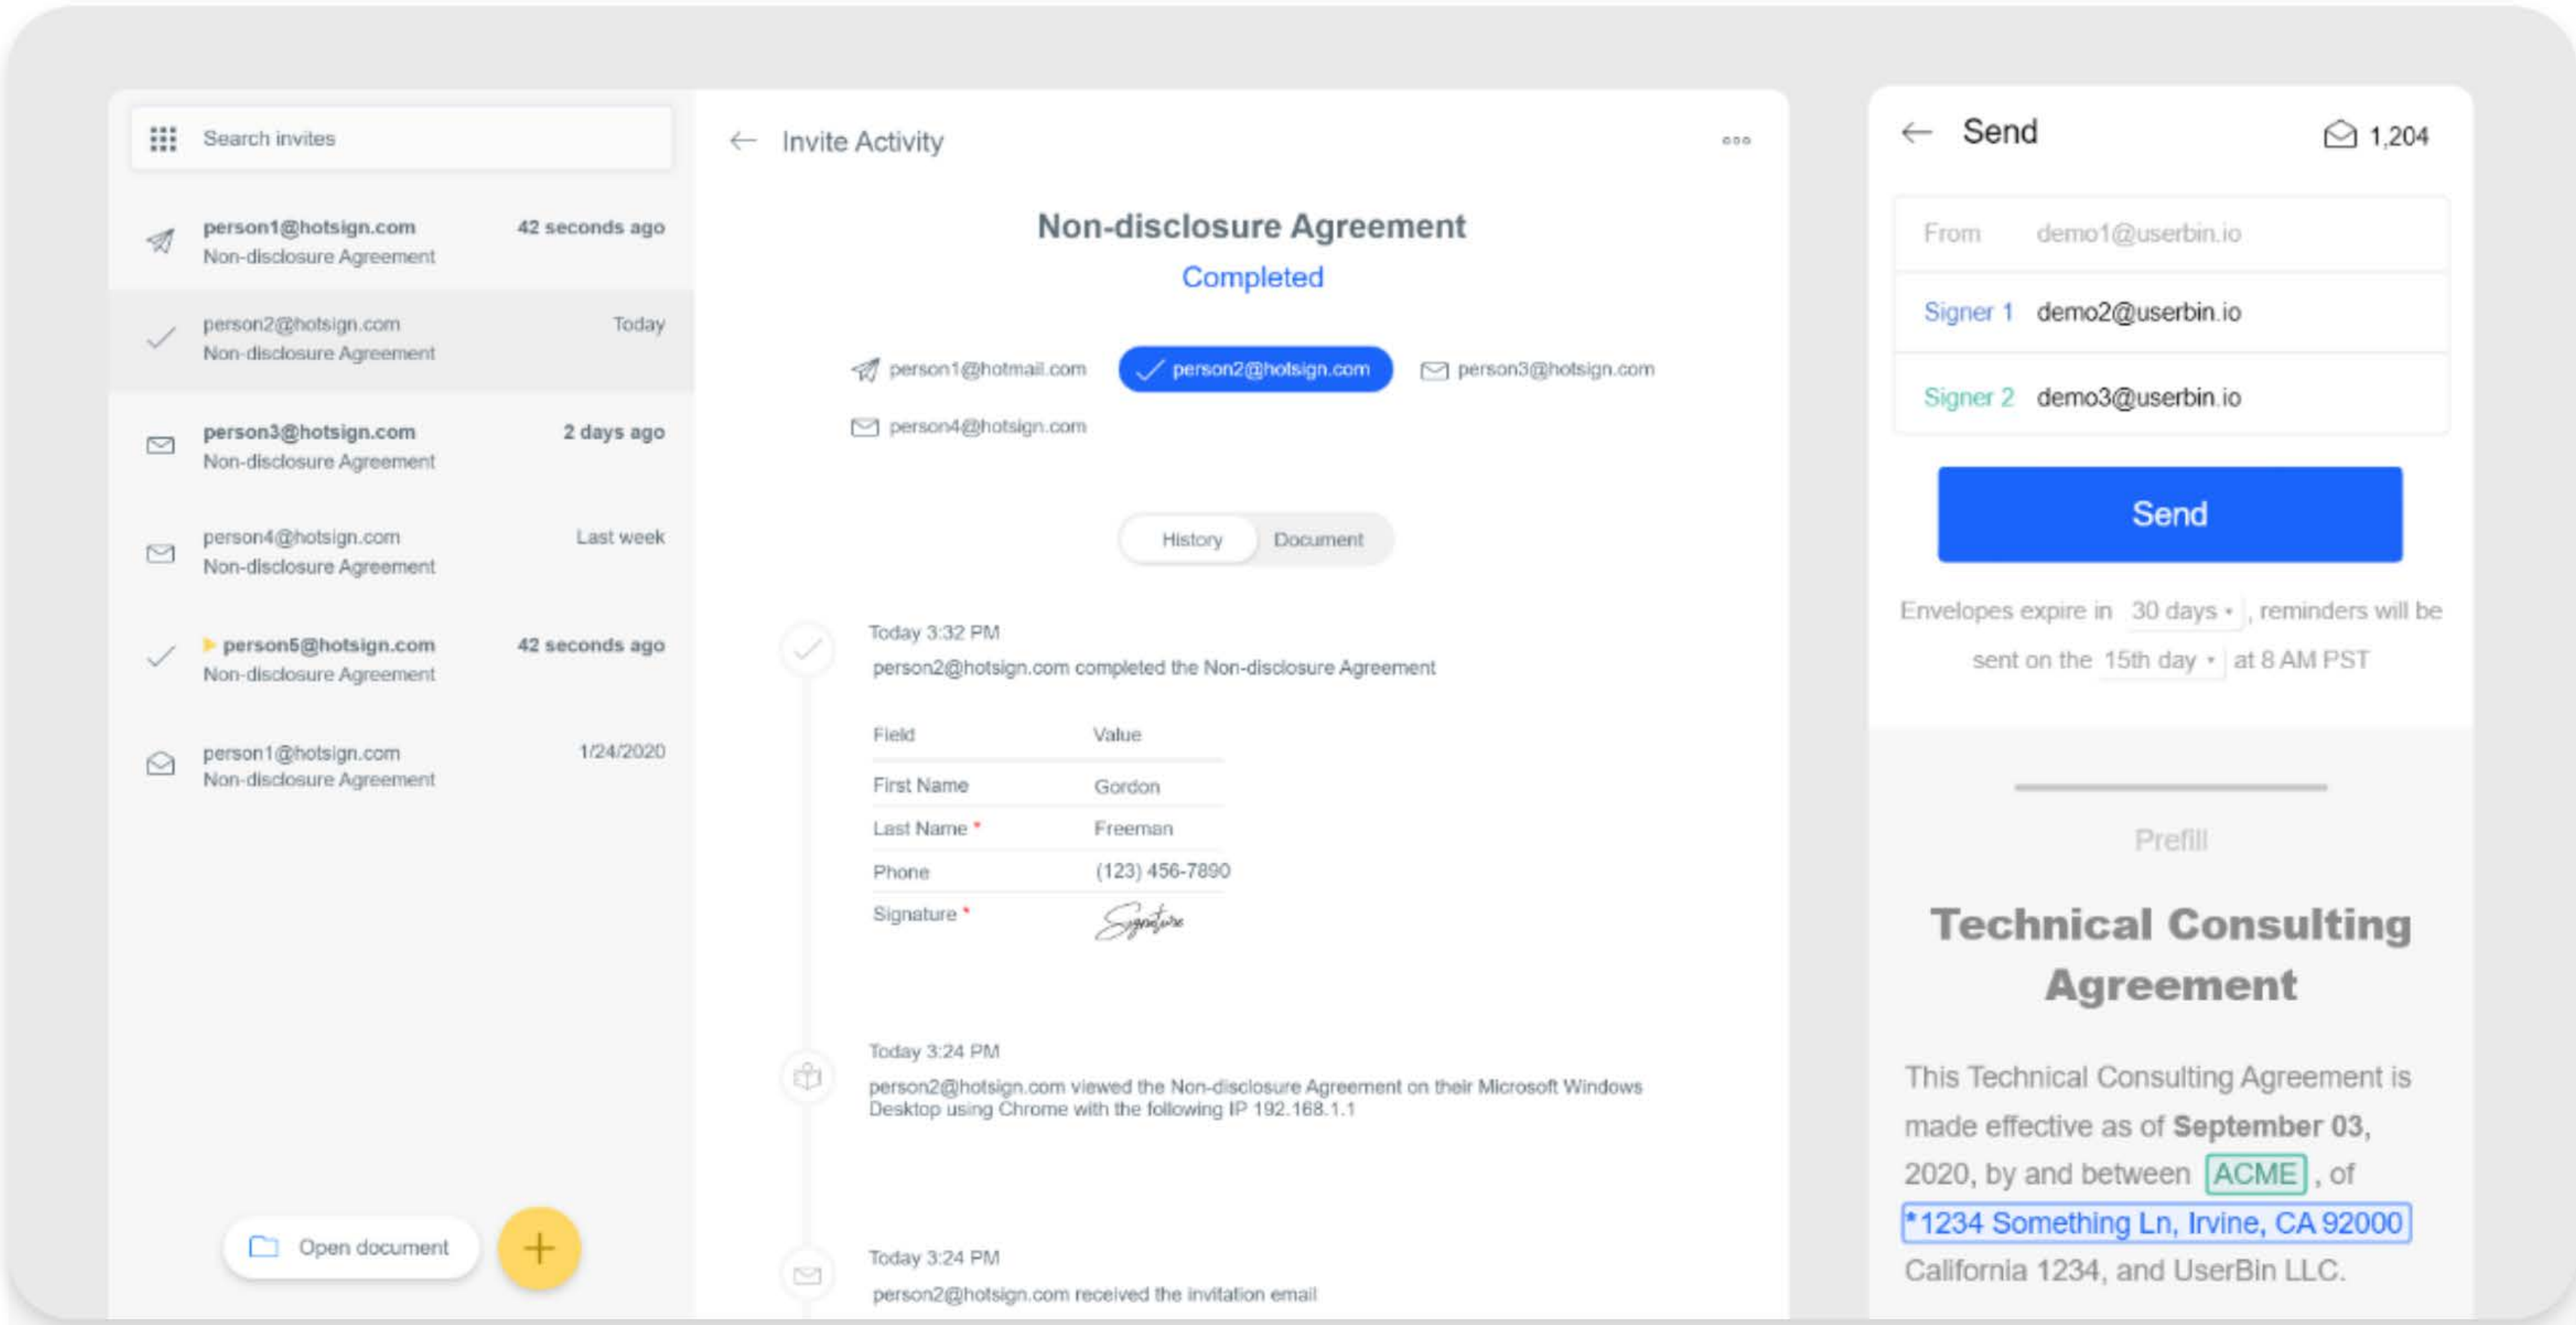 Search invites
person1@hotsign.com 42 seconds ago
Non-disclosure Agreement
person2@hotsign.com Today
Non-disclosure Agreement
person3@hotsign.com 2 days ago
Non-disclosure Agreement
person4@hotsign.com Last week
Non-disclosure Agreement
person5@hotsign.com 42 seconds ago
Non-disclosure Agreement
person1@hotsign.com 1/24/2020
Non-disclosure Agreement
Open document
Invite Activity
Non-disclosure Agreement
Completed
person1@hotmail.com person2@hotsign.com person3@hotsign.com
person4@hotsign.com
History Document
Today 3:32 PM
person2@hotsign.com completed the Non-disclosure Agreement
Field Value
First Name Gordon
Last Name * Freeman
Phone (123) 456-7890
Signature * Signature
Today 3:24 PM
person2@hotsign.com viewed the Non-disclosure Agreement on their Microsoft Windows
Desktop using Chrome with the following IP 192.168.1.1
Today 3:24 PM
person2@hotsign.com received the invitation email
Send 1,204
From demo1@userbin.io
Signer 1 demo2@userbin.io
Signer 2 demo3@userbin.io
Send
Envelopes expire in 30 days , reminders will be
sent on the 15th day at 8 AM PST
Prefill
Technical Consulting
Agreement
This Technical Consulting Agreement is
made effective as of September 03,
2020, by and between ACME , of
*1234 Something Ln, Irvine, CA 92000
California 1234, and UserBin LLC.